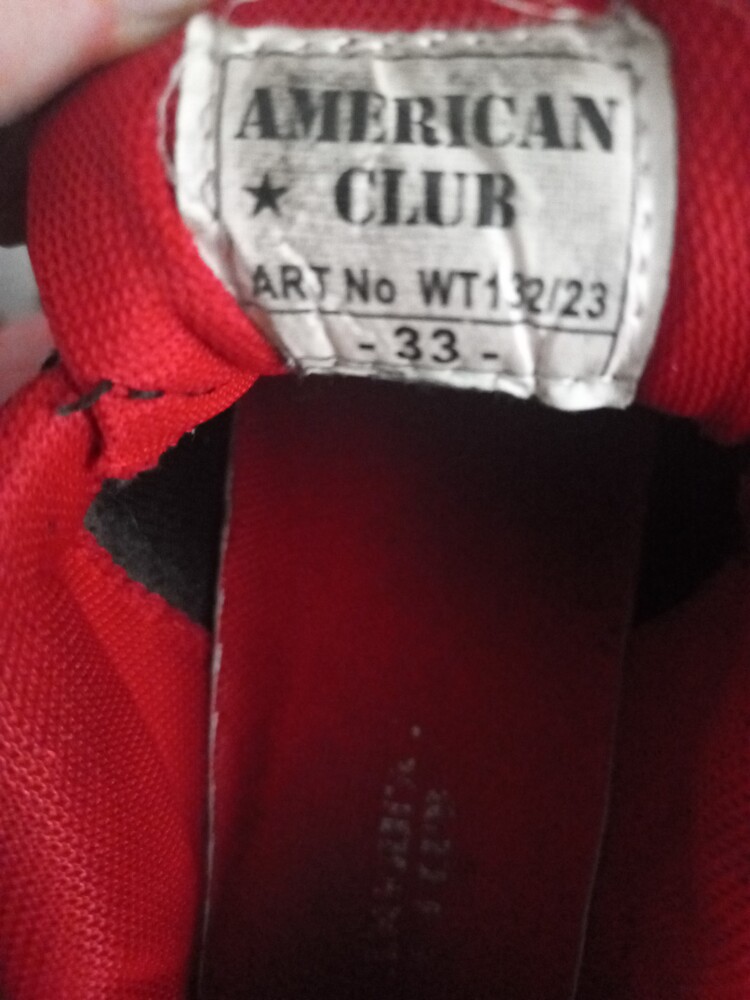 AMERICAN
★ CLUB
ART No WT132/23
- 33 -